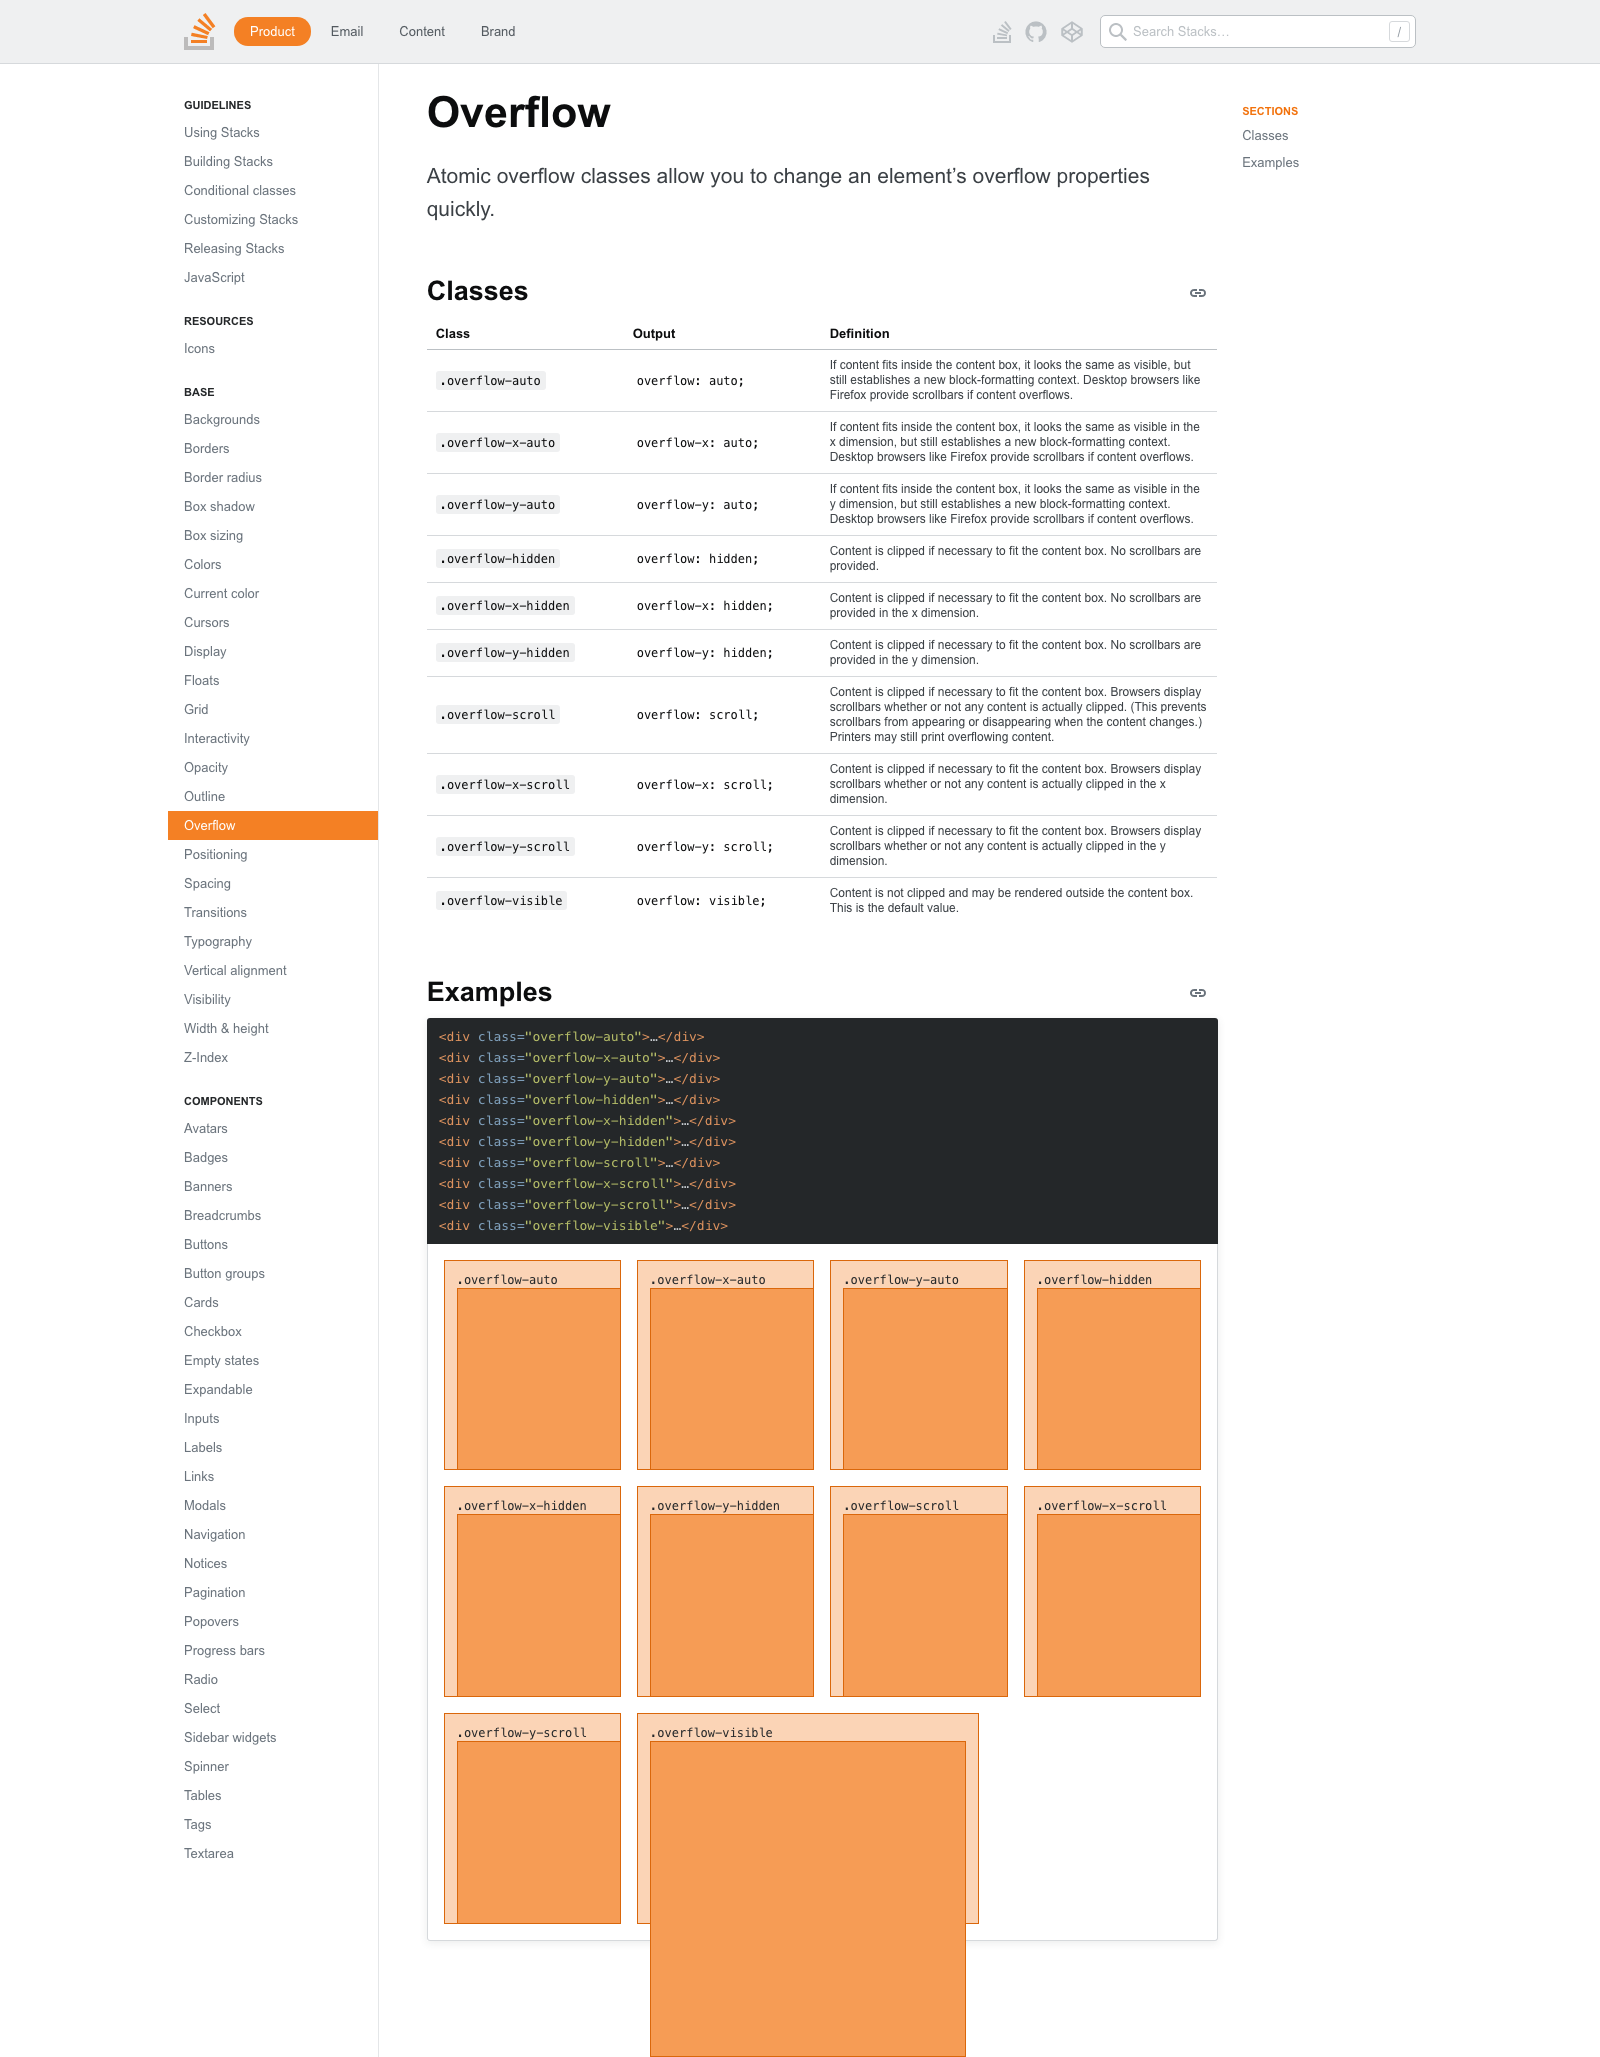 Product Email Content Brand Search Stacks... /
GUIDELINES
Using Stacks
Building Stacks
Conditional classes
Customizing Stacks
Releasing Stacks
JavaScript
RESOURCES
Icons
BASE
Backgrounds
Borders
Border radius
Box shadow
Box sizing
Colors
Current color
Cursors
Display
Floats
Grid
Interactivity
Opacity
Outline
Overflow
Positioning
Spacing
Transitions
Typography
Vertical alignment
Visibility
Width & height
Z-Index
COMPONENTS
Avatars
Badges
Banners
Breadcrumbs
Buttons
Button groups
Cards
Checkbox
Empty states
Expandable
Inputs
Labels
Links
Modals
Navigation
Notices
Pagination
Popovers
Progress bars
Radio
Select
Sidebar widgets
Spinner
Tables
Tags
Textarea
Overflow
Atomic overflow classes allow you to change an element’s overflow properties
quickly.
Classes
Class Output Definition
.overflow-auto overflow: auto; If content fits inside the content box, it looks the same as visible, but
still establishes a new block-formatting context. Desktop browsers like
Firefox provide scrollbars if content overflows.
.overflow-x-auto overflow-x: auto; If content fits inside the content box, it looks the same as visible in the
x dimension, but still establishes a new block-formatting context.
Desktop browsers like Firefox provide scrollbars if content overflows.
.overflow-y-auto overflow-y: auto; If content fits inside the content box, it looks the same as visible in the
y dimension, but still establishes a new block-formatting context.
Desktop browsers like Firefox provide scrollbars if content overflows.
.overflow-hidden overflow: hidden; Content is clipped if necessary to fit the content box. No scrollbars are
provided.
.overflow-x-hidden overflow-x: hidden; Content is clipped if necessary to fit the content box. No scrollbars are
provided in the x dimension.
.overflow-y-hidden overflow-y: hidden; Content is clipped if necessary to fit the content box. No scrollbars are
provided in the y dimension.
.overflow-scroll overflow: scroll; Content is clipped if necessary to fit the content box. Browsers display
scrollbars whether or not any content is actually clipped. (This prevents
scrollbars from appearing or disappearing when the content changes.)
Printers may still print overflowing content.
.overflow-x-scroll overflow-x: scroll; Content is clipped if necessary to fit the content box. Browsers display
scrollbars whether or not any content is actually clipped in the x
dimension.
.overflow-y-scroll overflow-y: scroll; Content is clipped if necessary to fit the content box. Browsers display
scrollbars whether or not any content is actually clipped in the y
dimension.
.overflow-visible overflow: visible; Content is not clipped and may be rendered outside the content box.
This is the default value.
Examples
<div class="overflow-auto">…</div>
<div class="overflow-x-auto">…</div>
<div class="overflow-y-auto">…</div>
<div class="overflow-hidden">…</div>
<div class="overflow-x-hidden">…</div>
<div class="overflow-y-hidden">…</div>
<div class="overflow-scroll">…</div>
<div class="overflow-x-scroll">…</div>
<div class="overflow-y-scroll">…</div>
<div class="overflow-visible">…</div>
.overflow-auto .overflow-x-auto .overflow-y-auto .overflow-hidden
.overflow-x-hidden .overflow-y-hidden .overflow-scroll .overflow-x-scroll
.overflow-y-scroll .overflow-visible
SECTIONS
Classes
Examples